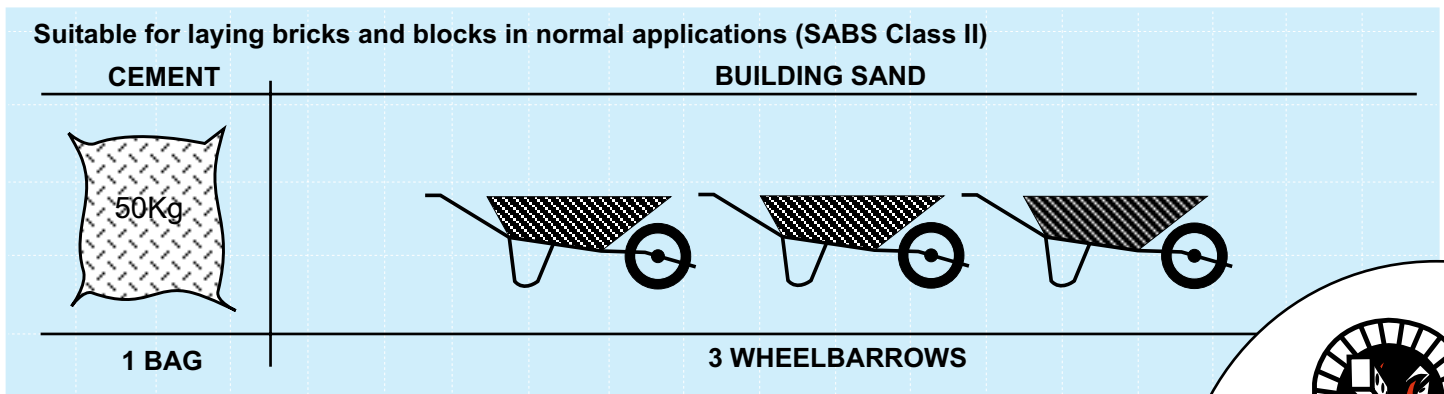 Suitable for laying bricks and blocks in normal applications (SABS Class II)
CEMENT BUILDING SAND
50Kg
1 BAG 3 WHEELBARROWS